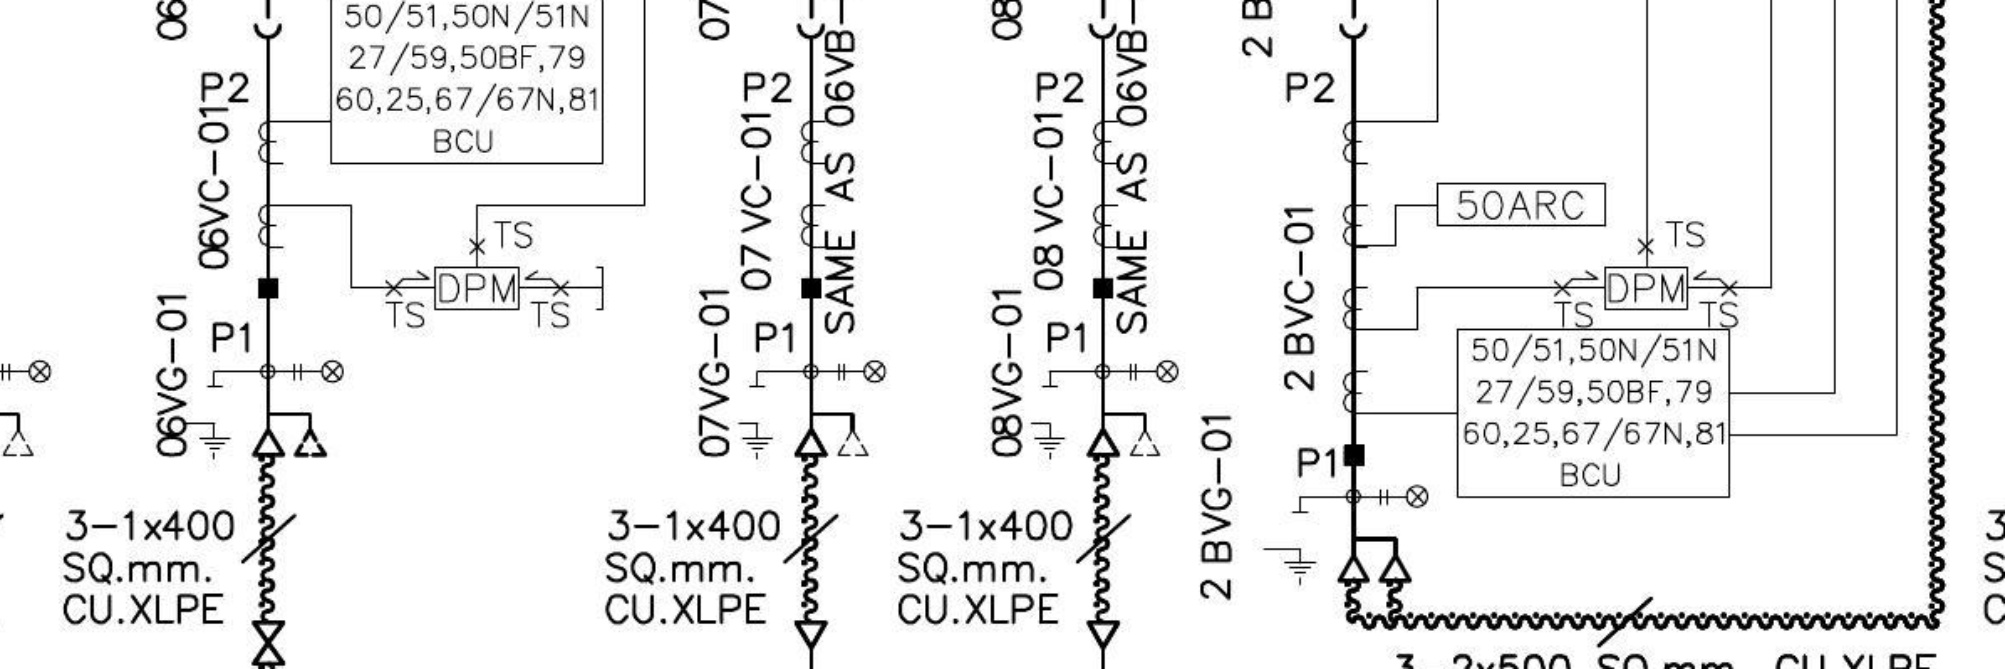 06
50/51,50N/51N
27/59,50BF,79
60,25,67/67N,81
BCU
P2
06VC-01
TS
DPM
TS
TS
P1
06VG-01
3-1x400
SQ.mm.
CU.XLPE
07
P2
07 VC-01
SAME AS 06VB-
P1
07VG-01
3-1x400
SQ.mm.
CU.XLPE
08
P2
08 VC-01
SAME AS 06VB-
P1
08VG-01
3-1x400
SQ.mm.
CU.XLPE
2 B
P2
2 BVC-01
50ARC
TS
DPM
TS
TS
50/51,50N/51N
27/59,50BF,79
60,25,67/67N,81
BCU
P1
2 BVG-01
3-2x500 SQ.mm. CU.XLPE
3
S
C